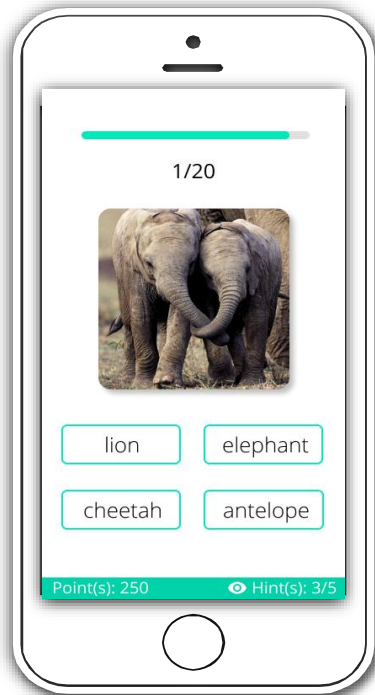 1/20
lion
elephant
cheetah
antelope
Point(s): 250
Hint(s): 3/5